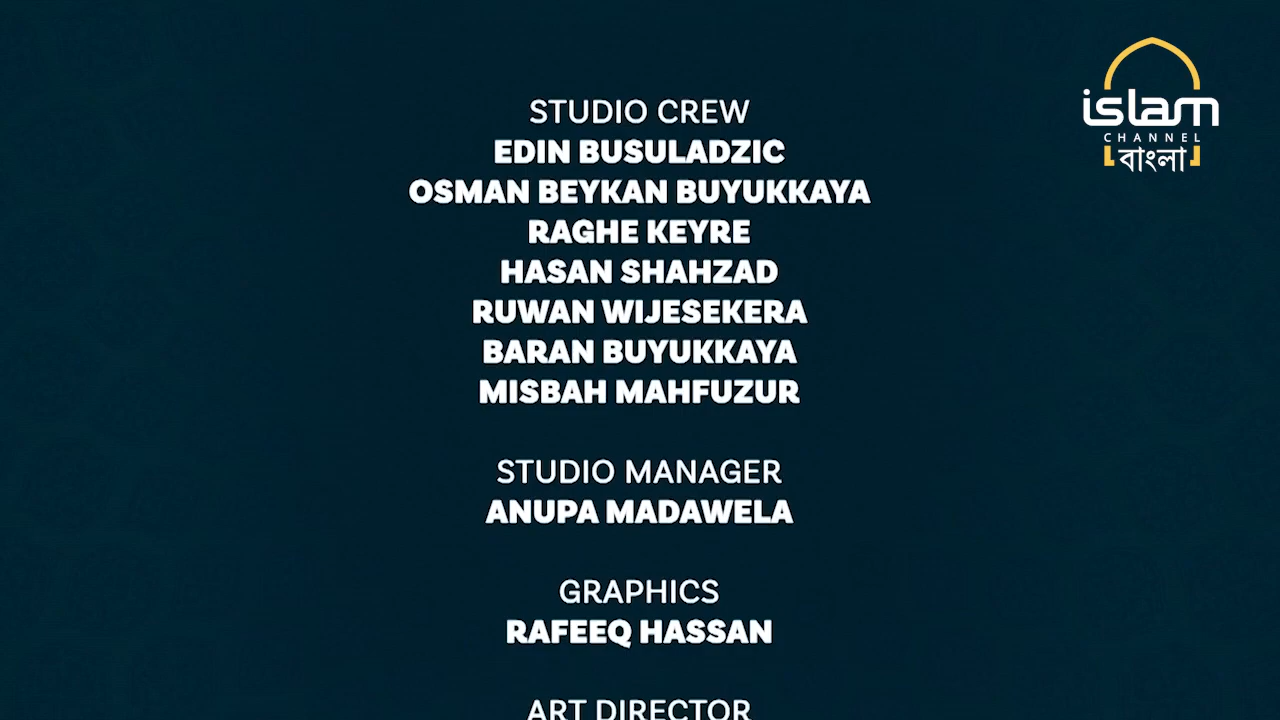 STUDIO CREW
EDIN BUSULADZIC
OSMAN BEYKAN BUYUKKAYA
RAGHE KEYRE
HASAN SHAHZAD
RUWAN WIJESEKERA
BARAN BUYUKKAYA
MISBAH MAHFUZUR
STUDIO MANAGER
ANUPA MADAWELA
GRAPHICS
RAFEEQ HASSAN
ART DIRECTOR
islam
CHANNEL
বাংলা